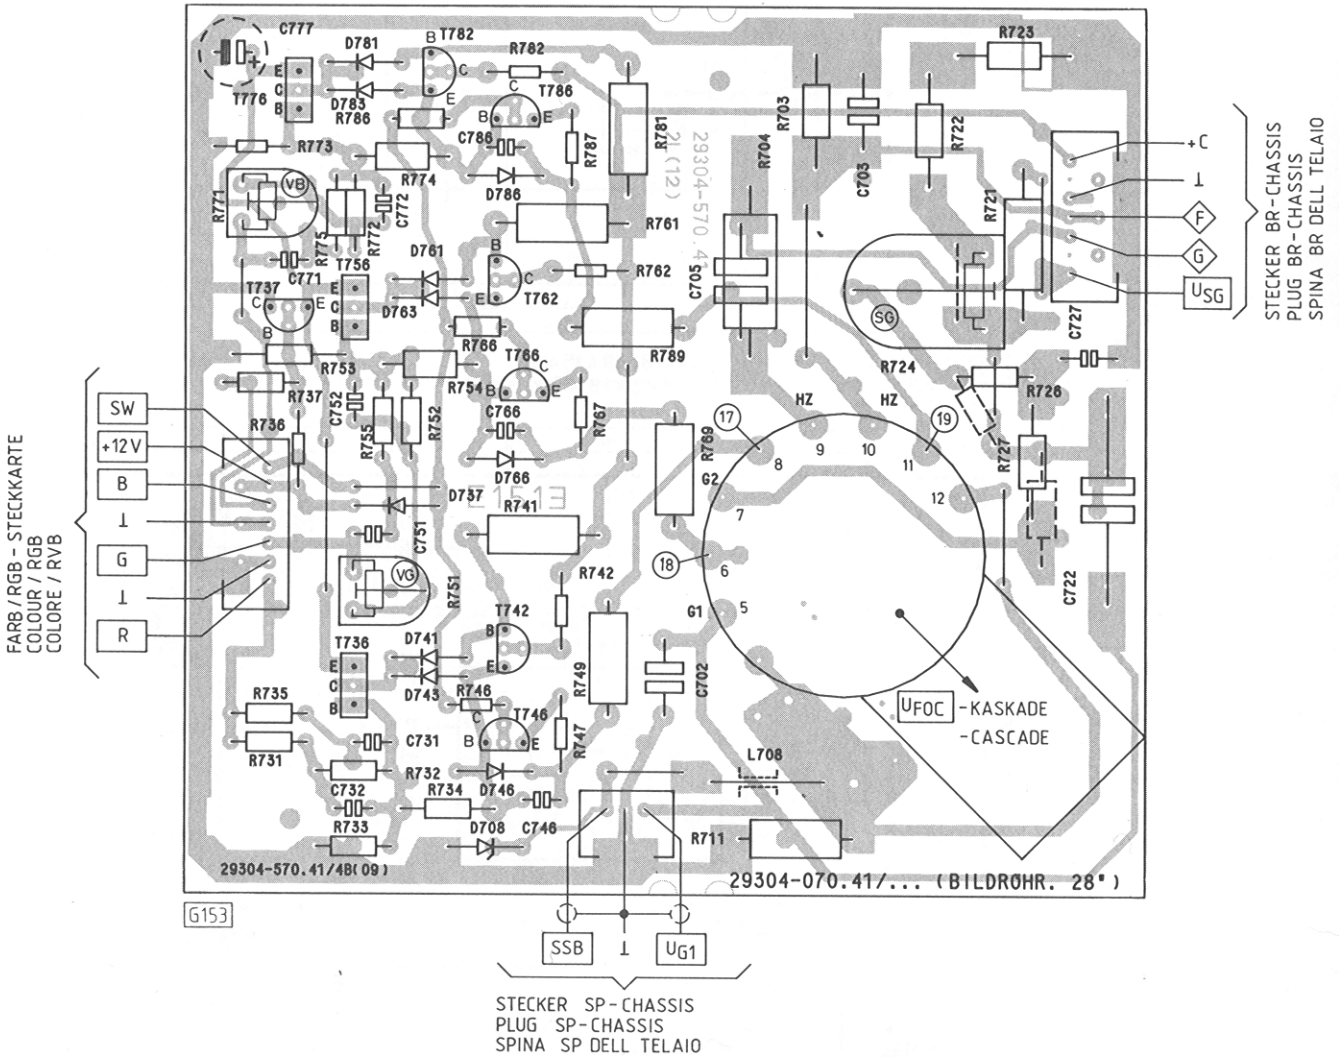 C777
D781
B
T782
R782
R723
E
C
B
T776
D783
R786
C
E
C
T786
B
E
C786
R787
R781
R703
C703
R722
R704
+C
⊥
F
G
USG
STECKER BR-CHASSIS
PLUG BR-CHASSIS
SPINA BR DELL TELAIO
R773
R774
D786
29304-570.41
2L(12)
R771
VB
R775
R772
C772
R761
R721
C771
T756
D761
B
E
C
T762
R762
C705
T737
C
E
B
E
C
B
D763
SG
C727
R753
R766
T766
C
R789
R724
R726
R737
C752
R754
B
E
R767
HZ
HZ
SW
R736
R755
R752
C766
R769
17
19
FARB/RGB-STECKKARTE
COLOUR/RGB
COLORE/RVB
+12V
B
⊥
G
⊥
R
D766
G2
8
9
10
11
12
R727
D737
E1513
R741
7
C751
VG
R751
R742
18
6
C722
T742
B
E
G1
5
T736
E
C
B
D741
D743
R746
C
T746
B
E
R749
C702
UFOC
-KASKADE
-CASCADE
R735
R731
C731
R732
R747
L708
C732
R734
D746
R733
D708
C746
R711
29304-570.41/4B(09)
29304-070.41/... (BILDRÖHR. 28")
G153
SSB
⊥
UG1
STECKER SP-CHASSIS
PLUG SP-CHASSIS
SPINA SP DELL TELAIO